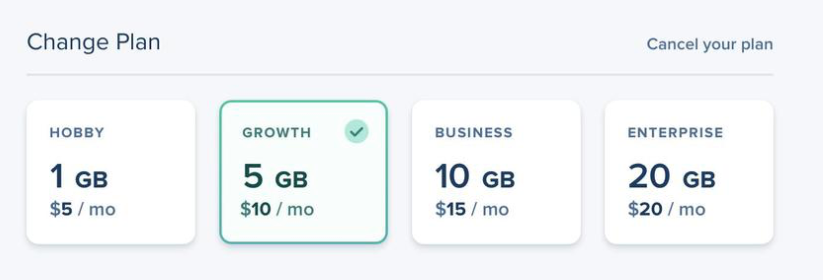 Change Plan
Cancel your plan
HOBBY
1 GB
$5 / mo
GROWTH
5 GB
$10 / mo
BUSINESS
10 GB
$15 / mo
ENTERPRISE
20 GB
$20 / mo